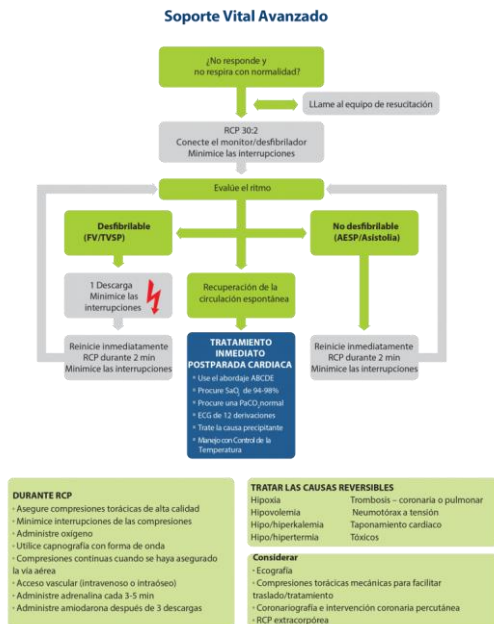 Soporte Vital Avanzado
¿No responde y
no respira con normalidad?
LLame al equipo de resucitación
RCP 30:2
Conecte el monitor/desfibrilador
Minimice las interrupciones
Evalúe el ritmo
Desfibrilable
(FV/TVSP)
No desfibrilable
(AESP/Asistolia)
1 Descarga
Minimice las
interrupciones
Recuperación de la
circulación espontánea
Reinicie inmediatamente
RCP durante 2 min
Minimice las interrupciones
TRATAMIENTO
INMEDIATO
POSTPARADA CARDIACA
• Use el abordaje ABCDE
• Procure SaO₂ de 94-98%
• Procure una PaCO₂normal
• ECG de 12 derivaciones
• Trate la causa precipitante
• Manejo con Control de la
Temperatura
Reinicie inmediatamente
RCP durante 2 min
Minimice las interrupciones
DURANTE RCP
• Asegure compresiones torácicas de alta calidad
• Minimice interrupciones de las compresiones
• Administre oxígeno
• Utilice capnografía con forma de onda
• Compresiones continuas cuando se haya asegurado
la vía aérea
• Acceso vascular (intravenoso o intraóseo)
• Administre adrenalina cada 3-5 min
• Administre amiodarona después de 3 descargas
TRATAR LAS CAUSAS REVERSIBLES
Hipoxia Trombosis – coronaria o pulmonar
Hipovolemia Neumotórax a tensión
Hipo/hiperkalemia Taponamiento cardíaco
Hipo/hipertermia Tóxicos
Considerar
• Ecografía
• Compresiones torácicas mecánicas para facilitar
traslado/tratamiento
• Coronariografía e intervención coronaria percutánea
• RCP extracorpórea